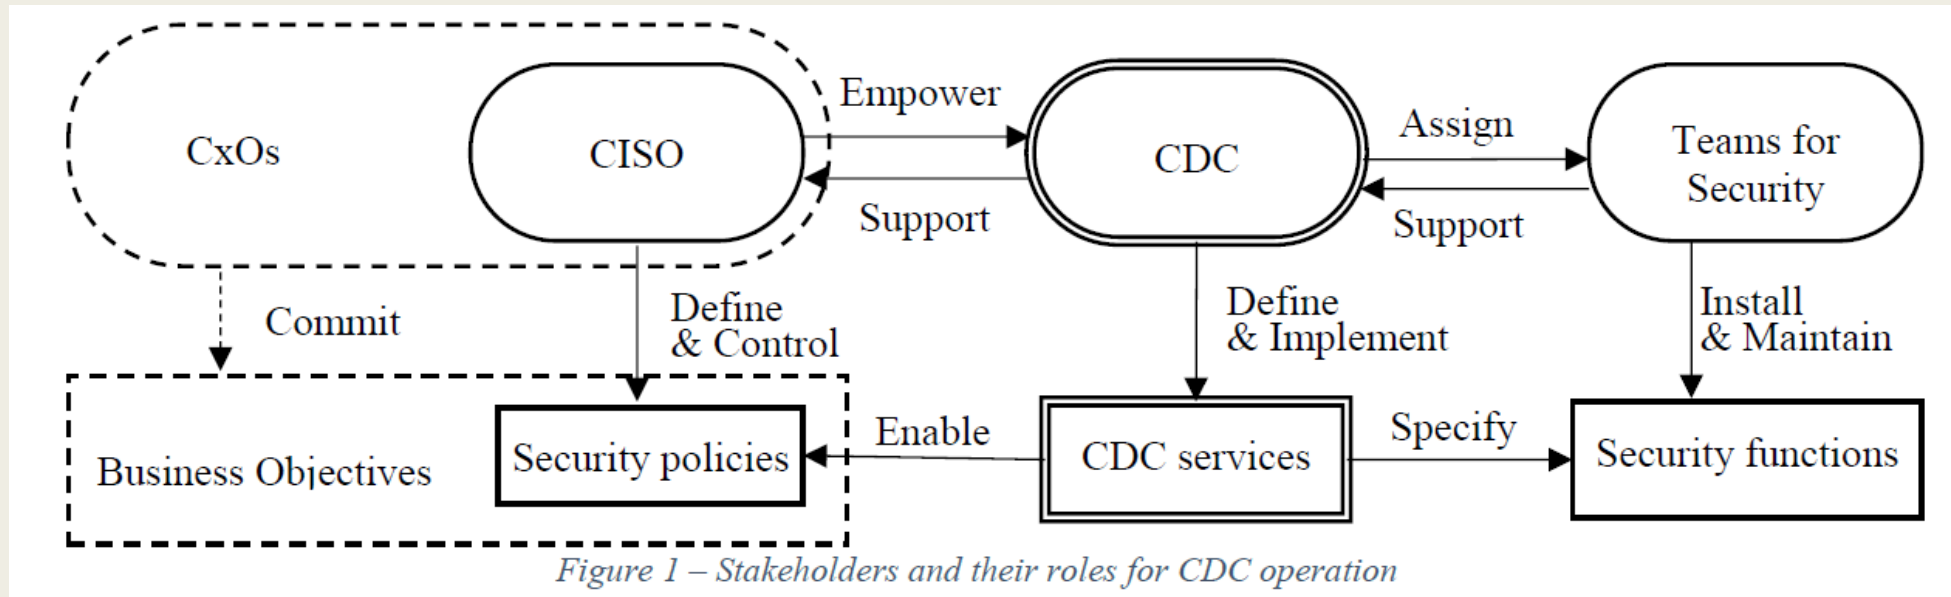 CxOs
CISO
Empower
Support
CDC
Assign
Support
Teams for
Security
Commit
Define
& Control
Define
& Implement
Install
& Maintain
Business Objectives
Security policies
Enable
CDC services
Specify
Security functions
Figure 1 – Stakeholders and their roles for CDC operation